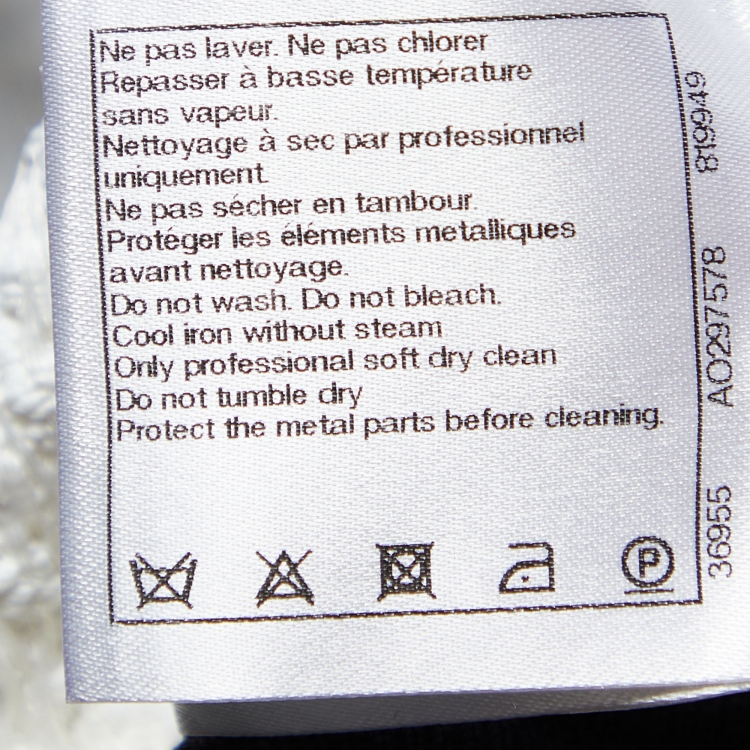 Ne pas laver. Ne pas chlorer
Repasser à basse température
sans vapeur.
Nettoyage à sec par professionnel
uniquement.
Ne pas sécher en tambour.
Protéger les éléments metalliques
avant nettoyage.
Do not wash. Do not bleach.
Cool iron without steam
Only professional soft dry clean
Do not tumble dry
Protect the metal parts before cleaning.
P
36955 AO297578 819949